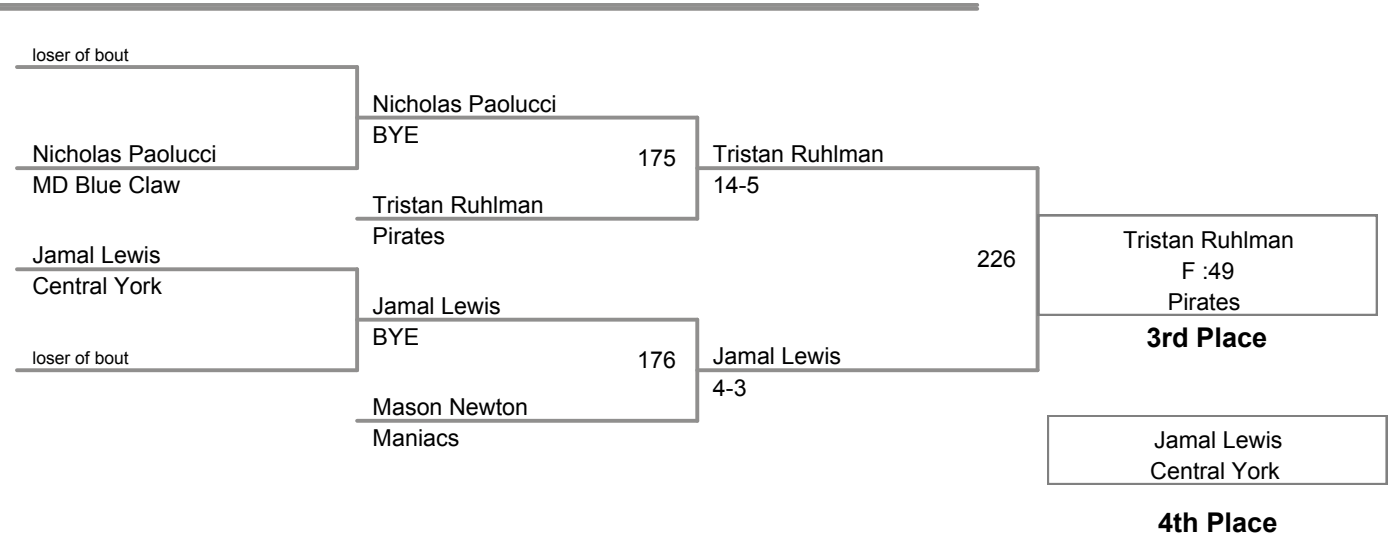 loser of bout
Nicholas Paolucci
BYE
Nicholas Paolucci
MD Blue Claw
175
Tristan Ruhlman
14-5
Tristan Ruhlman
Pirates
Jamal Lewis
Central York
226
Tristan Ruhlman
F :49
Pirates
3rd Place
Jamal Lewis
BYE
loser of bout
176
Jamal Lewis
4-3
Mason Newton
Maniacs
Jamal Lewis
Central York
4th Place